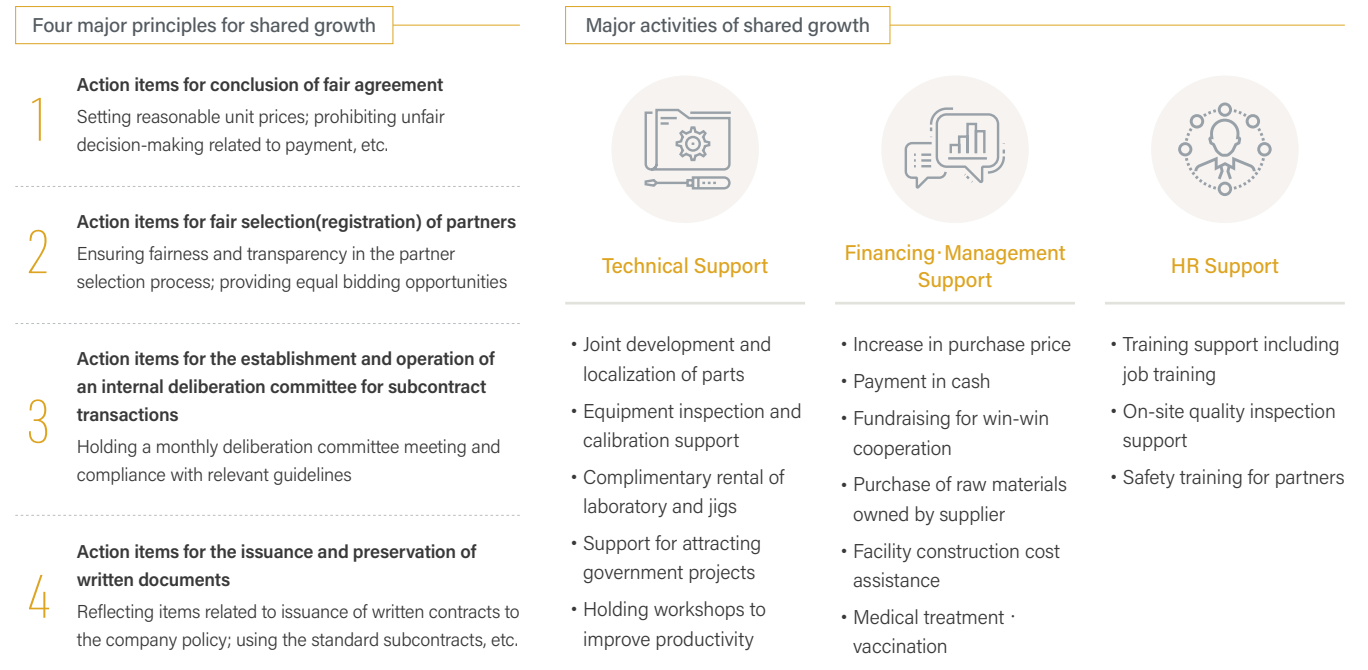 Four major principles for shared growth
1
Action items for conclusion of fair agreement
Setting reasonable unit prices; prohibiting unfair
decision-making related to payment, etc.
2
Action items for fair selection(registration) of partners
Ensuring fairness and transparency in the partner
selection process; providing equal bidding opportunities
3
Action items for the establishment and operation of
an internal deliberation committee for subcontract
transactions
Holding a monthly deliberation committee meeting and
compliance with relevant guidelines
4
Action items for the issuance and preservation of
written documents
Reflecting items related to issuance of written contracts to
the company policy; using the standard subcontracts, etc.
Major activities of shared growth
Technical Support
• Joint development and
localization of parts
• Equipment inspection and
calibration support
• Complimentary rental of
laboratory and jigs
• Support for attracting
government projects
• Holding workshops to
improve productivity
Financing·Management
Support
• Increase in purchase price
• Payment in cash
• Fundraising for win-win
cooperation
• Purchase of raw materials
owned by supplier
• Facility construction cost
assistance
• Medical treatment ·
vaccination
HR Support
• Training support including
job training
• On-site quality inspection
support
• Safety training for partners